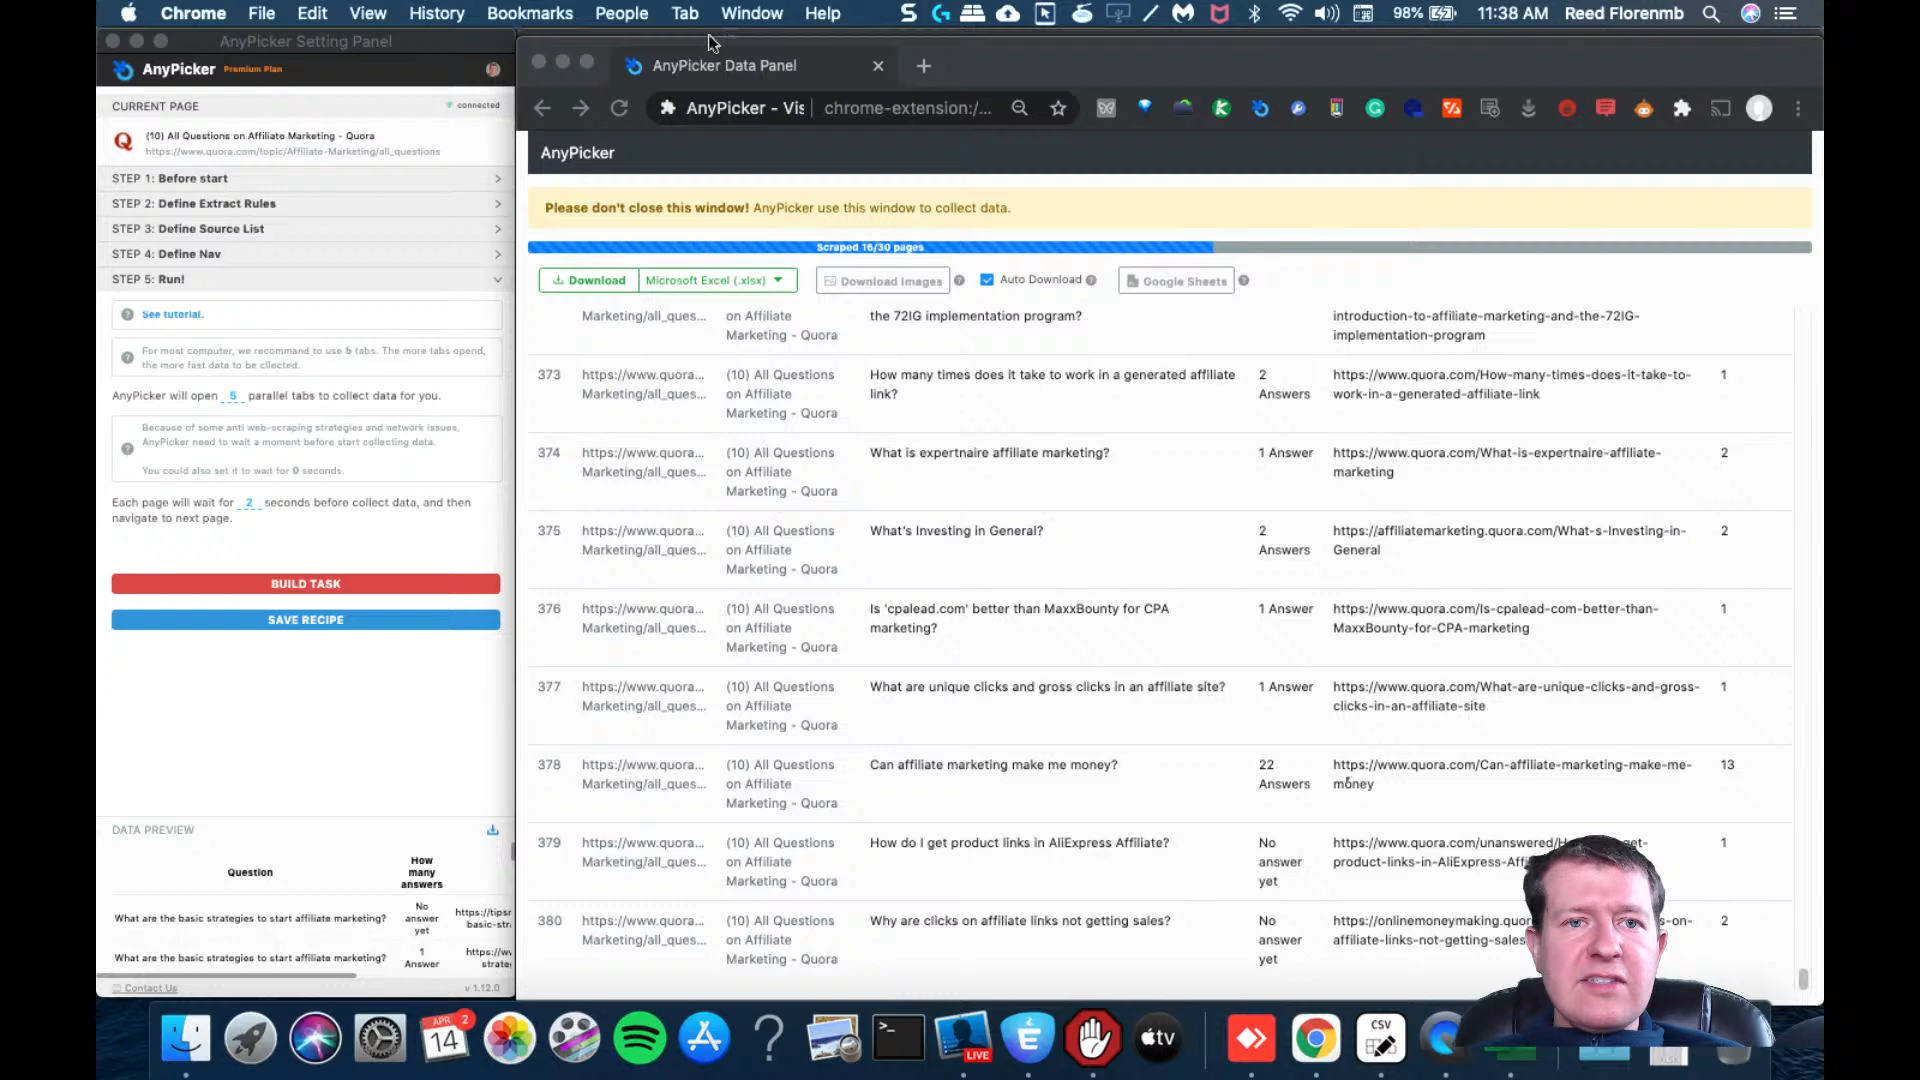 Chrome File Edit View History Bookmarks People Tab Window Help 98% 11:38 AM Reed Florenmb
AnyPicker Setting Panel
AnyPicker Premium Plan
CURRENT PAGE connected
(10) All Questions on Affiliate Marketing - Quora
https://www.quora.com/topic/Affiliate-Marketing/all_questions
STEP 1: Before start
STEP 2: Define Extract Rules
STEP 3: Define Source List
STEP 4: Define Nav
STEP 5: Run!
See tutorial.
For most computer, we recommand to use 5 tabs. The more tabs opend,
the more fast data to be cllected.
AnyPicker will open 5 parallel tabs to collect data for you.
Because of some anti web-scraping strategies and network issues,
AnyPicker need to wait a moment before start collecting data.
You could also set it to wait for 0 seconds.
Each page will wait for 2 seconds before collect data, and then
navigate to next page.
BUILD TASK
SAVE RECIPE
DATA PREVIEW
Question How many answers
What are the basic strategies to start affiliate marketing? No answer yet https://tipsr basic-str
What are the basic strategies to start affiliate marketing? 1 Answer https://w strate
Contact Us v 1.12.0
AnyPicker Data Panel
AnyPicker - Vis chrome-extension:/...
AnyPicker
Please don't close this window! AnyPicker use this window to collect data.
Scraped 16/30 pages
Download Microsoft Excel (.xlsx) Download Images Auto Download Google Sheets
Marketing/all_ques... on Affiliate the 72IG implementation program? introduction-to-affiliate-marketing-and-the-72IG-
Marketing - Quora implementation-program
373 https://www.quora... (10) All Questions How many times does it take to work in a generated affiliate 2 https://www.quora.com/How-many-times-does-it-take-to- 1
Marketing/all_ques... on Affiliate link? Answers work-in-a-generated-affiliate-link
Marketing - Quora
374 https://www.quora... (10) All Questions What is expertnaire affiliate marketing? 1 Answer https://www.quora.com/What-is-expertnaire-affiliate- 2
Marketing/all_ques... on Affiliate marketing
Marketing - Quora
375 https://www.quora... (10) All Questions What's Investing in General? 2 https://affiliatemarketing.quora.com/What-s-Investing-in- 2
Marketing/all_ques... on Affiliate Answers General
Marketing - Quora
376 https://www.quora... (10) All Questions Is 'cpalead.com' better than MaxxBounty for CPA 1 Answer https://www.quora.com/Is-cpalead-com-better-than- 1
Marketing/all_ques... on Affiliate marketing? MaxxBounty-for-CPA-marketing
Marketing - Quora
377 https://www.quora... (10) All Questions What are unique clicks and gross clicks in an affiliate site? 1 Answer https://www.quora.com/What-are-unique-clicks-and-gross- 1
Marketing/all_ques... on Affiliate clicks-in-an-affiliate-site
Marketing - Quora
378 https://www.quora... (10) All Questions Can affiliate marketing make me money? 22 https://www.quora.com/Can-affiliate-marketing-make-me- 13
Marketing/all_ques... on Affiliate Answers money
Marketing - Quora
379 https://www.quora... (10) All Questions How do I get product links in AliExpress Affiliate? No https://www.quora.com/unanswered/H get- 1
Marketing/all_ques... on Affiliate answer product-links-in-AliExpress-Aff
Marketing - Quora yet
380 https://www.quora... (10) All Questions Why are clicks on affiliate links not getting sales? No https://onlinemoneymaking.quo s-on- 2
Marketing/all_ques... on Affiliate answer affiliate-links-not-getting-sales
Marketing - Quora yet
APR 2
14
LIVE
tv
CSV